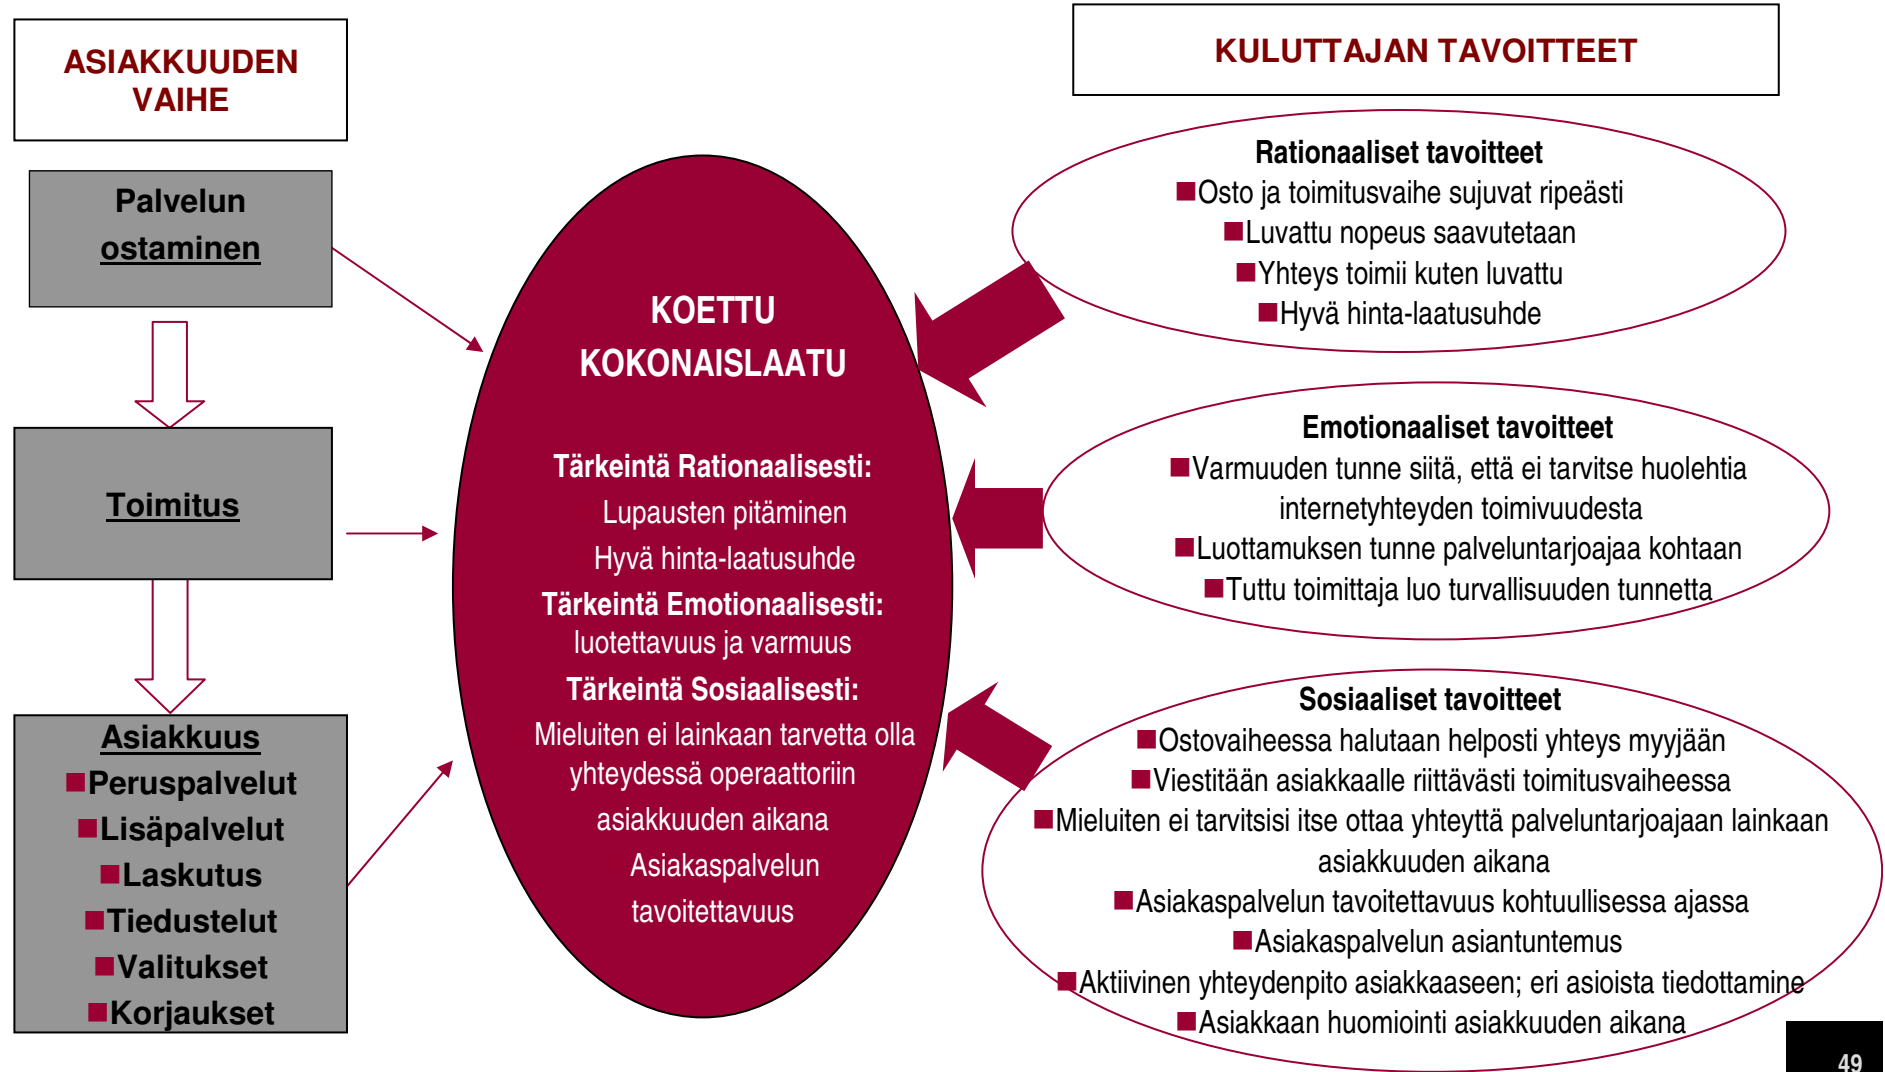 ASIAKKUUDEN
VAIHE
Palvelun
ostaminen
Toimitus
Asiakkuus
Peruspalvelut
Lisäpalvelut
Laskutus
Tiedustelut
Valitukset
Korjaukset
KOETTU
KOKONAISLAATU
Tärkeintä Rationaalisesti:
Lupausten pitäminen
Hyvä hinta-laatusuhde
Tärkeintä Emotionaalisesti:
luotettavuus ja varmuus
Tärkeintä Sosiaalisesti:
Mieluiten ei lainkaan tarvetta olla
yhteydessä operaattoriin
asiakkuuden aikana
Asiakaspalvelun
tavoitettavuus
KULUTTAJAN TAVOITTEET
Rationaaliset tavoitteet
Osto ja toimitusvaihe sujuvat ripeästi
Luvattu nopeus saavutetaan
Yhteys toimii kuten luvattu
Hyvä hinta-laatusuhde
Emotionaaliset tavoitteet
Varmuuden tunne siitä, että ei tarvitse huolehtia
internetyhteyden toimivuudesta
Luottamuksen tunne palveluntarjoajaa kohtaan
Tuttu toimittaja luo turvallisuuden tunnetta
Sosiaaliset tavoitteet
Ostovaiheessa halutaan helposti yhteys myyjään
Viestitään asiakkaalle riittävästi toimitusvaiheessa
Mieluiten ei tarvitsisi itse ottaa yhteyttä palveluntarjoajaan lainkaan
asiakkuuden aikana
Asiakaspalvelun tavoitettavuus kohtuullisessa ajassa
Asiakaspalvelun asiantuntemus
Aktiivinen yhteydenpito asiakkaaseen; eri asioista tiedottamine
Asiakkaan huomiointi asiakkuuden aikana
49